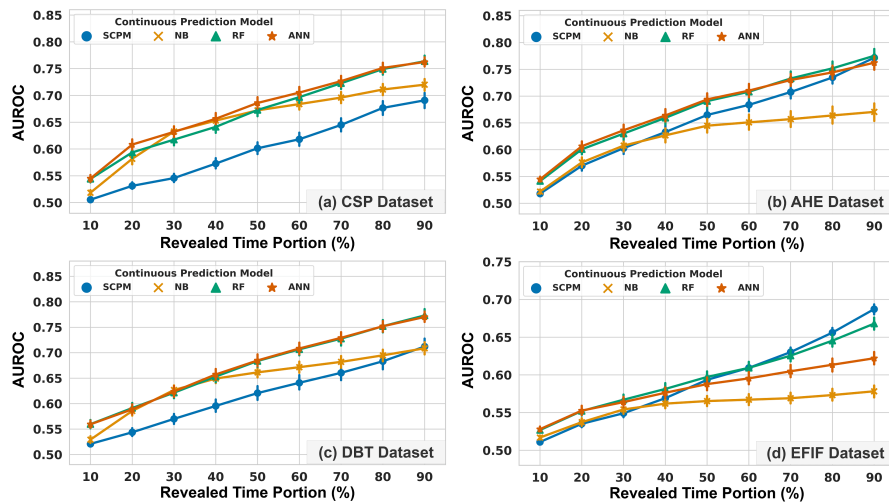 Continuous Prediction Model
SCPM NB RF ANN
0.85
0.80
0.75
0.70
0.65
0.60
0.55
0.50
AUROC
(a) CSP Dataset
10 20 30 40 50 60 70 80 90
Revealed Time Portion (%)
Continuous Prediction Model
SCPM NB RF ANN
0.85
0.80
0.75
0.70
0.65
0.60
0.55
0.50
AUROC
(b) AHE Dataset
10 20 30 40 50 60 70 80 90
Revealed Time Portion (%)
Continuous Prediction Model
SCPM NB RF ANN
0.85
0.80
0.75
0.70
0.65
0.60
0.55
0.50
AUROC
(c) DBT Dataset
10 20 30 40 50 60 70 80 90
Revealed Time Portion (%)
Continuous Prediction Model
SCPM NB RF ANN
0.75
0.70
0.65
0.60
0.55
0.50
AUROC
(d) EFIF Dataset
10 20 30 40 50 60 70 80 90
Revealed Time Portion (%)